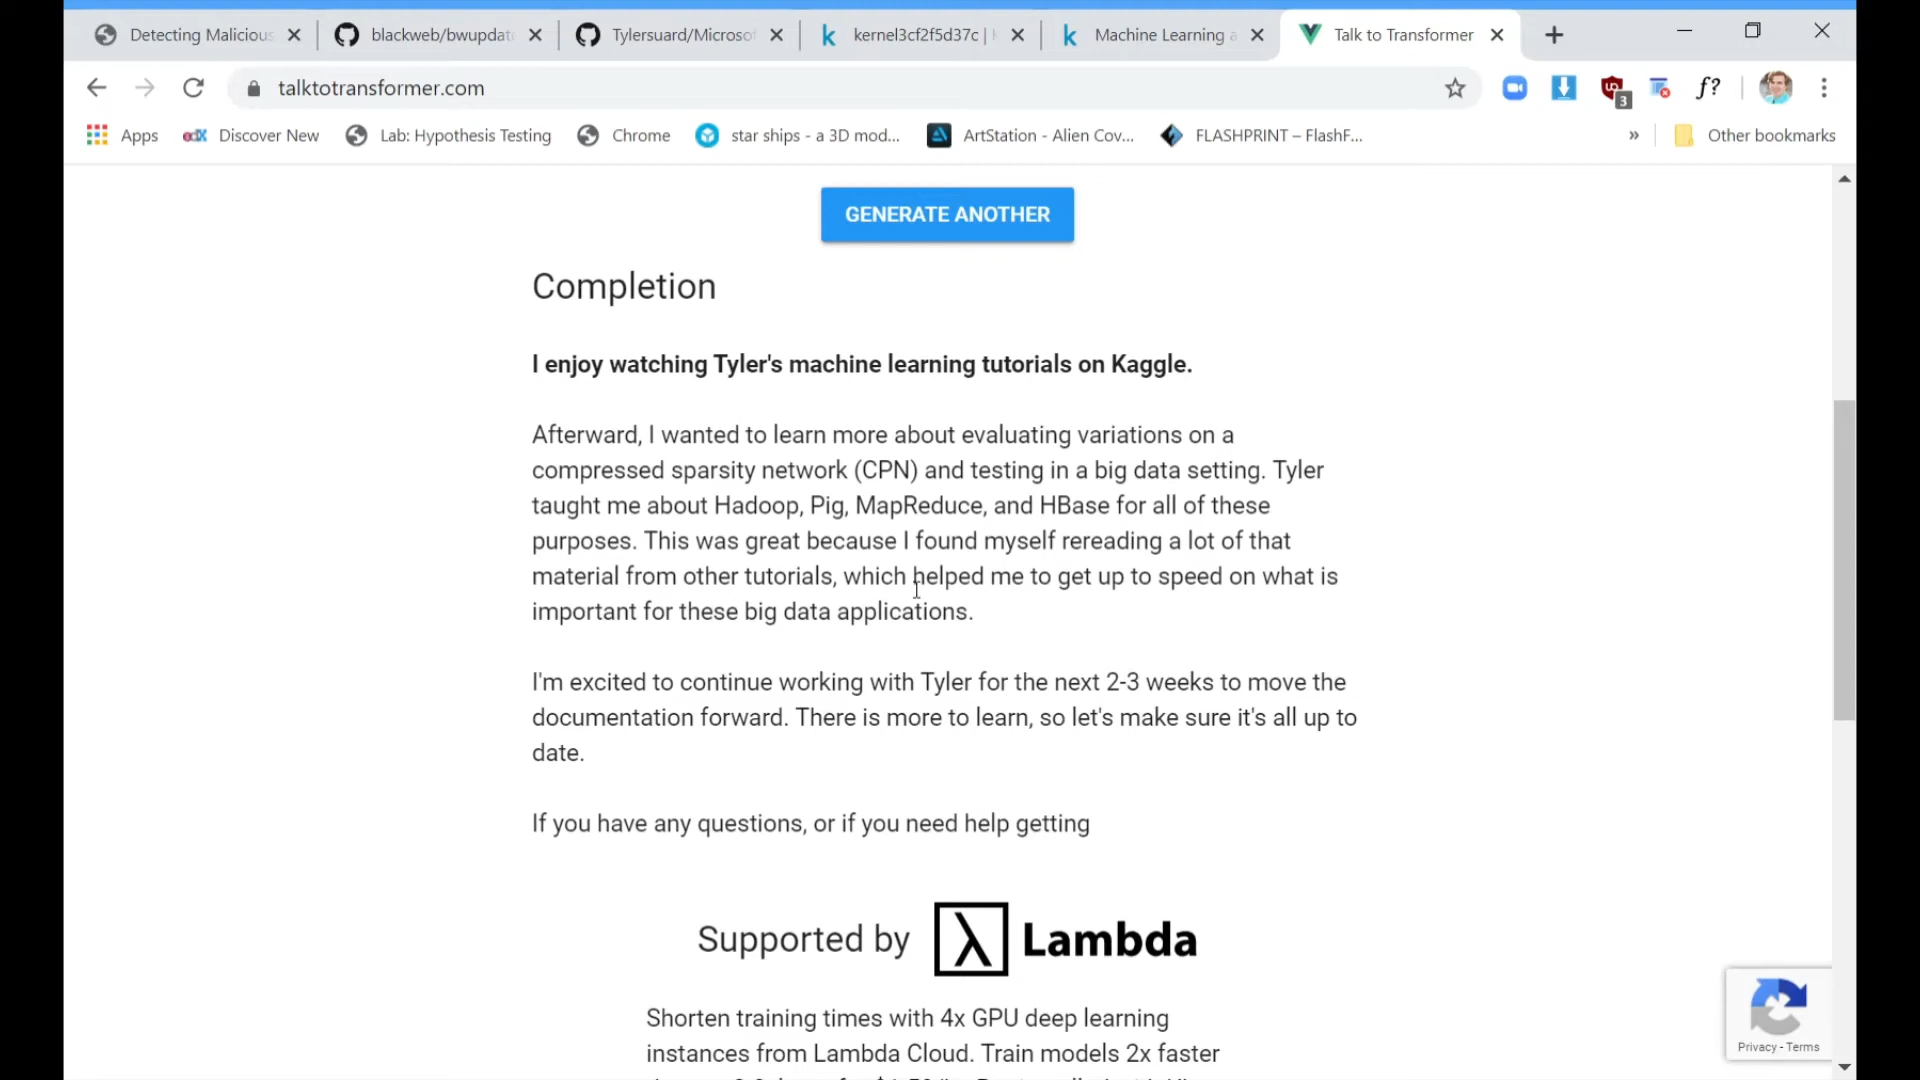 Detecting Malicious
blackweb/bwupdat
Tylersuard/Microsof
kernel3cf2f5d37c |
Machine Learning a
Talk to Transformer
talktotransformer.com
3
f?
Apps
edX Discover New
Lab: Hypothesis Testing
Chrome
star ships - a 3D mod...
ArtStation - Alien Cov...
FLASHPRINT – FlashF...
»
Other bookmarks
GENERATE ANOTHER
Completion
I enjoy watching Tyler's machine learning tutorials on Kaggle.
Afterward, I wanted to learn more about evaluating variations on a
compressed sparsity network (CPN) and testing in a big data setting. Tyler
taught me about Hadoop, Pig, MapReduce, and HBase for all of these
purposes. This was great because I found myself rereading a lot of that
material from other tutorials, which helped me to get up to speed on what is
important for these big data applications.
I'm excited to continue working with Tyler for the next 2-3 weeks to move the
documentation forward. There is more to learn, so let's make sure it's all up to
date.
If you have any questions, or if you need help getting
Supported by λ Lambda
Shorten training times with 4x GPU deep learning
instances from Lambda Cloud. Train models 2x faster
Privacy - Terms